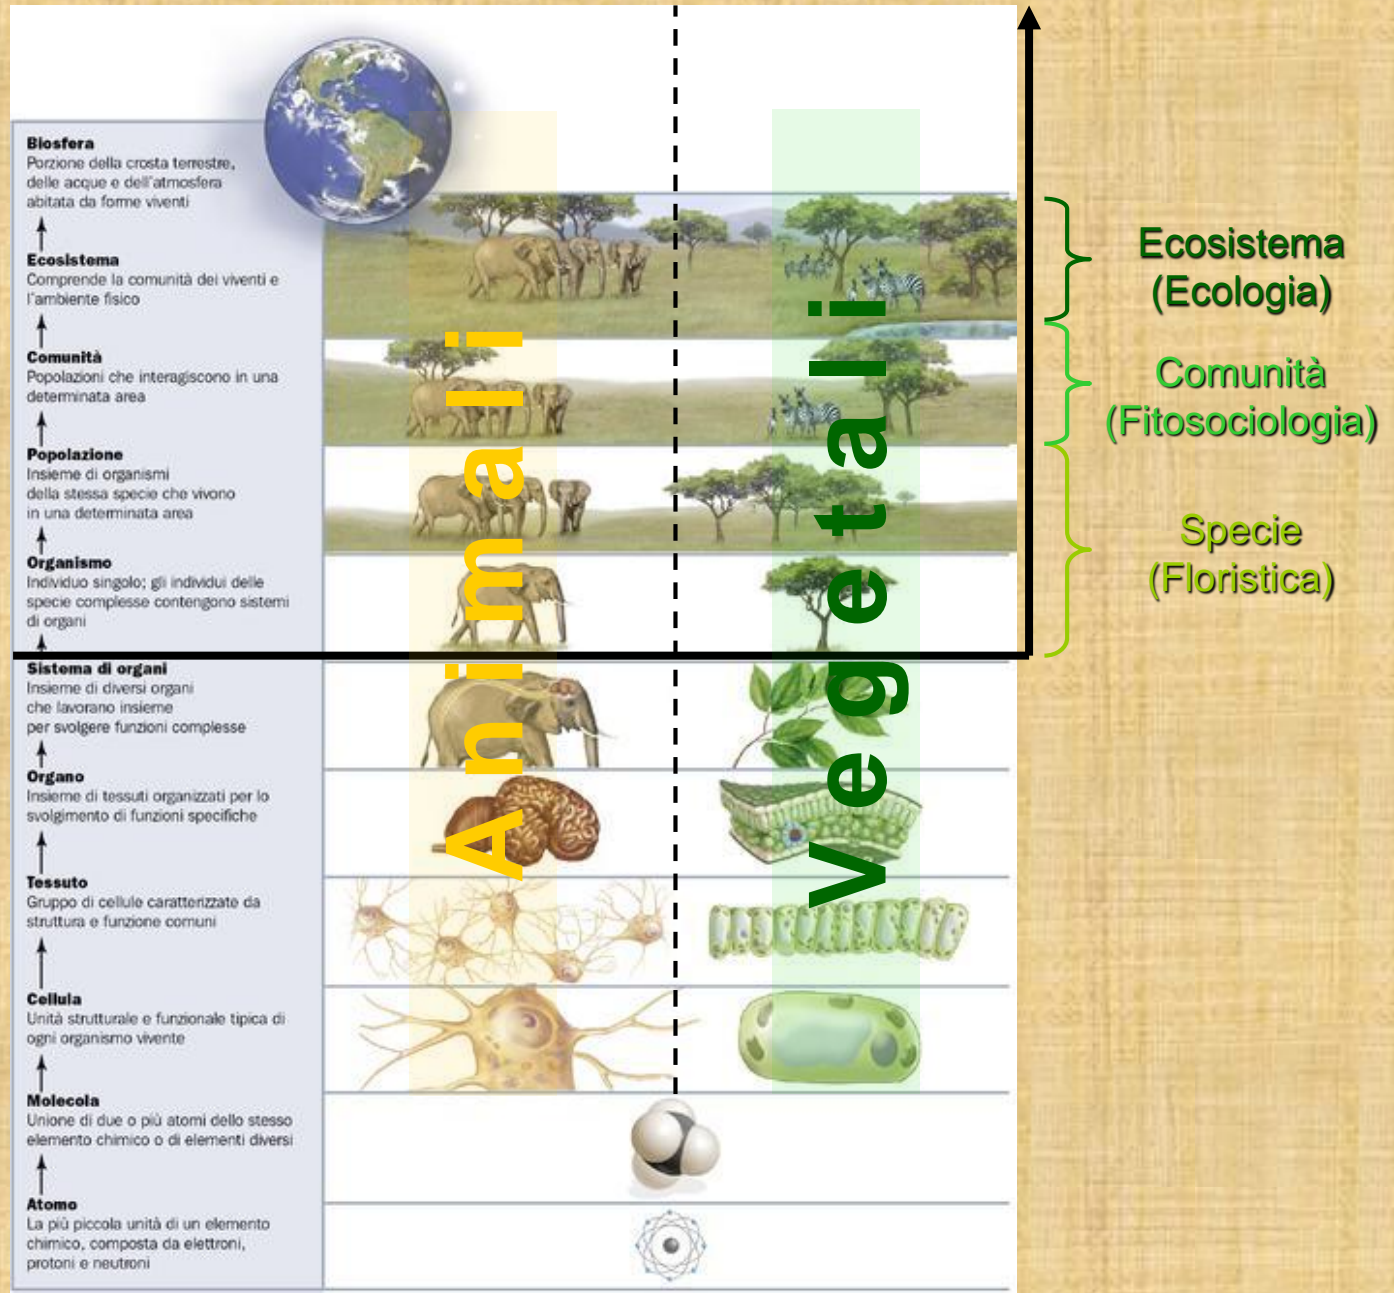 Biosfera
Porzione della crosta terrestre,
delle acque e dell'atmosfera
abitata da forme viventi
Ecosistema
Comprende la comunità dei viventi e
l'ambiente fisico
Comunità
Popolazioni che interagiscono in una
determinata area
Popolazione
Insieme di organismi
della stessa specie che vivono
in una determinata area
Organismo
Individuo singolo; gli individui delle
specie complesse contengono sistemi
di organi
Sistema di organi
Insieme di diversi organi
che lavorano insieme
per svolgere funzioni complesse
Organo
Insieme di tessuti organizzati per lo
svolgimento di funzioni specifiche
Tessuto
Gruppo di cellule caratterizzate da
struttura e funzione comuni
Cellula
Unità strutturale e funzionale tipica di
ogni organismo vivente
Molecola
Unione di due o più atomi dello stesso
elemento chimico o di elementi diversi
Atomo
La più piccola unità di un elemento
chimico, composta da elettroni,
protoni e neutroni
Animali
Vegetali
Ecosistema
(Ecologia)
Comunità
(Fitosociologia)
Specie
(Floristica)